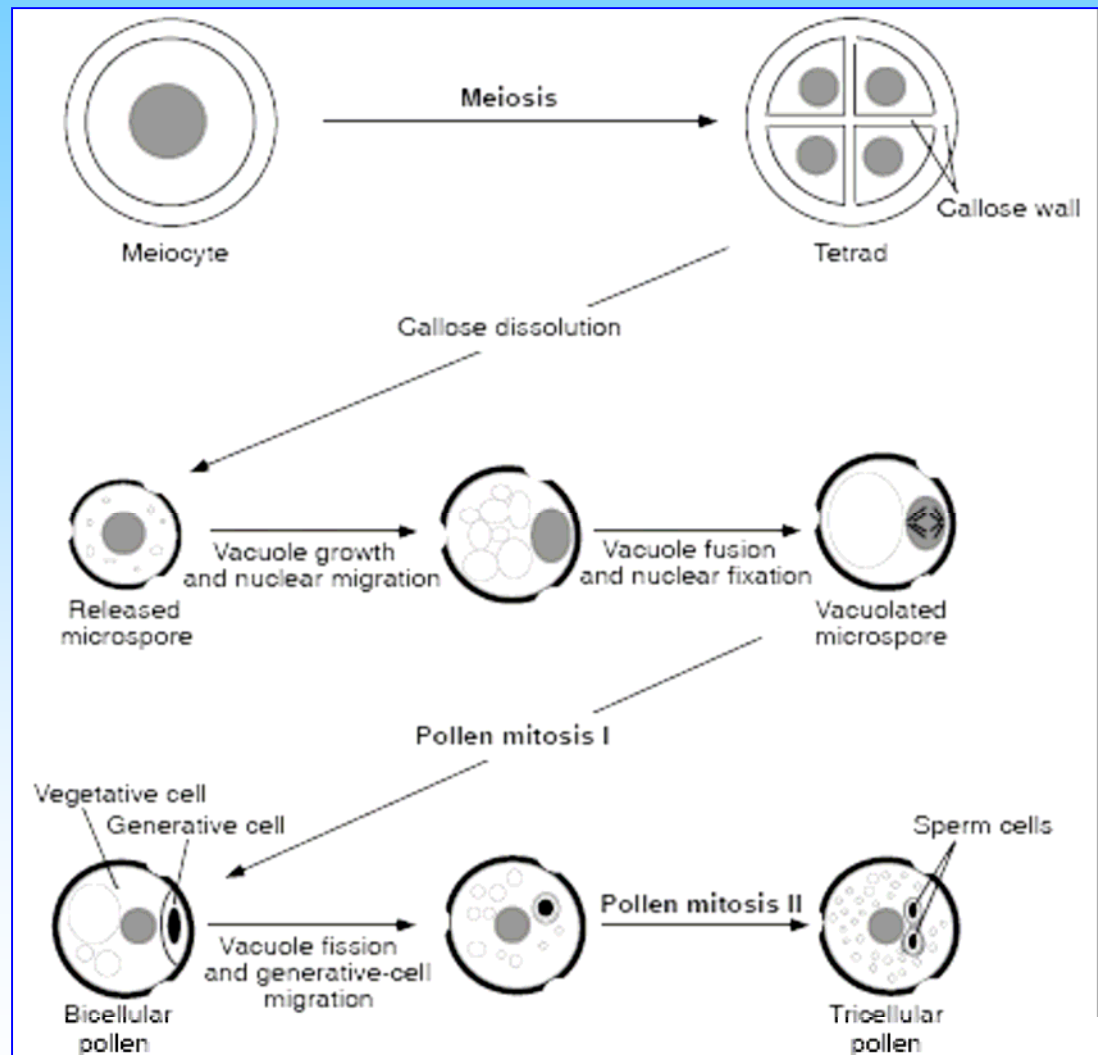 Meiosis
Callose wall
Meiocyte
Tetrad
Callose dissolution
Vacuole growth
and nuclear migration
Vacuole fusion
and nuclear fixation
Released
microspore
Vacuolated
microspore
Pollen mitosis I
Vegetative cell
Generative cell
Sperm cells
Pollen mitosis II
Vacuole fission
and generative-cell
migration
Bicellular
pollen
Tricellular
pollen